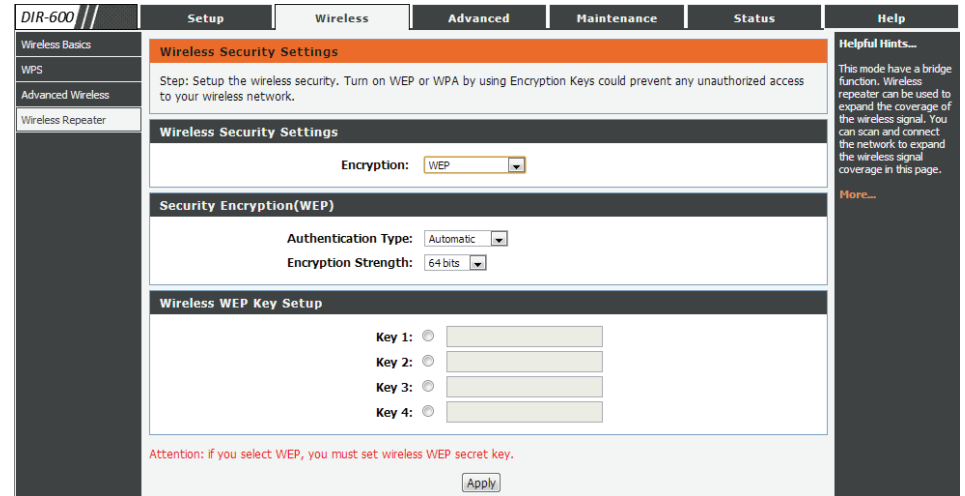 DIR-600 //
Setup
Wireless
Advanced
Maintenance
Status
Help
Wireless Basics
WPS
Advanced Wireless
Wireless Repeater
Wireless Security Settings
Step: Setup the wireless security. Turn on WEP or WPA by using Encryption Keys could prevent any unauthorized access
to your wireless network.
Wireless Security Settings
Encryption: WEP
Security Encryption(WEP)
Authentication Type: Automatic
Encryption Strength: 64 bits
Wireless WEP Key Setup
Key 1:
Key 2:
Key 3:
Key 4:
Attention: if you select WEP, you must set wireless WEP secret key.
Apply
Helpful Hints...
This mode have a bridge
function. Wireless
repeater can be used to
expand the coverage of
the wireless signal. You
can scan and connect
the network to expand
the wireless signal
coverage in this page.
More...